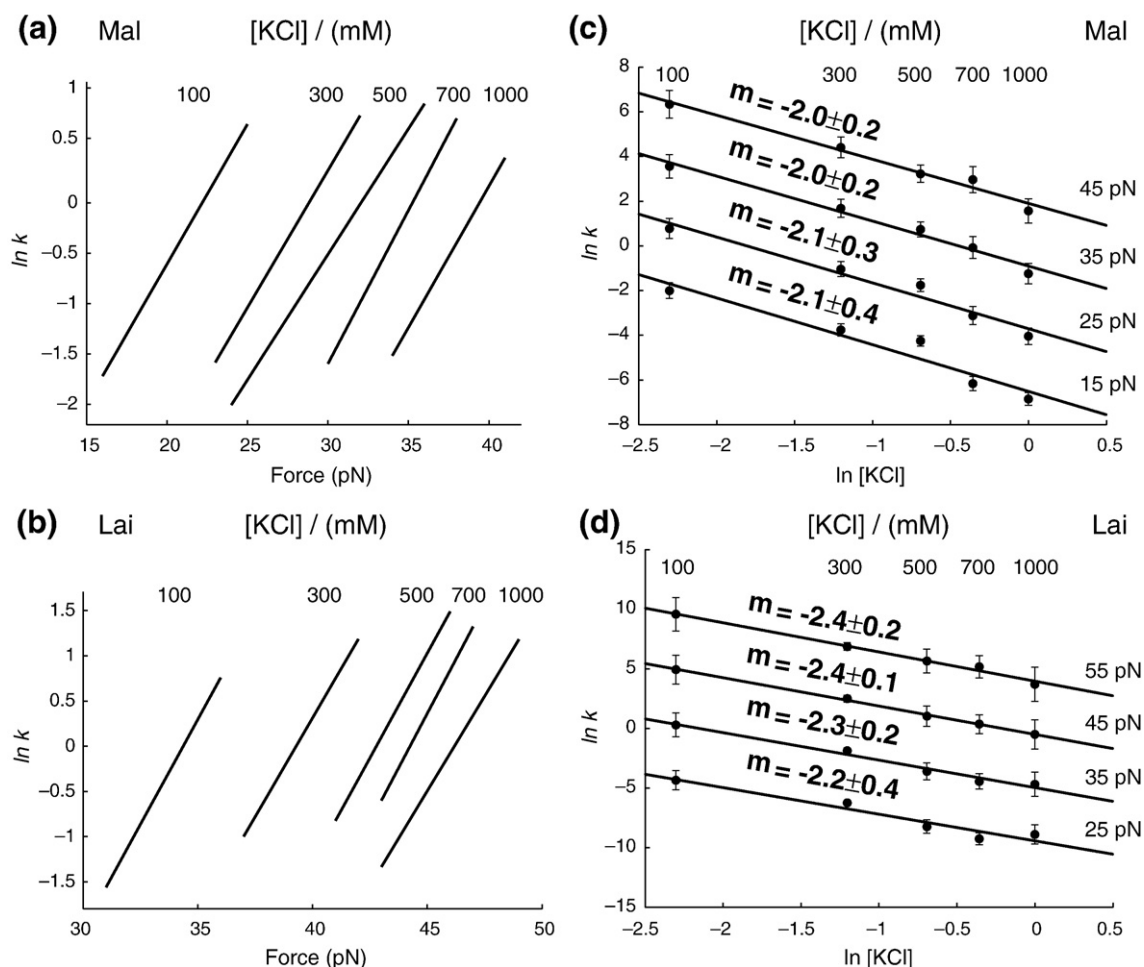 (a) Mal [KCl] / (mM)
100 300 500 700 1000
1
0.5
0
−0.5
−1
−1.5
−2
ln k
15 20 25 30 35 40
Force (pN)
(c) [KCl] / (mM) Mal
100 300 500 700 1000
8
6
4
2
0
−2
−4
−6
−8
ln k
m = -2.0±0.2
m = -2.0±0.2
m = -2.1±0.3
m = -2.1±0.4
45 pN
35 pN
25 pN
15 pN
−2.5 −2 −1.5 −1 −0.5 0 0.5
ln [KCl]
(b) Lai [KCl] / (mM)
100 300 500 700 1000
1.5
1
0.5
0
−0.5
−1
−1.5
ln k
30 35 40 45 50
Force (pN)
(d) [KCl] / (mM) Lai
100 300 500 700 1000
15
10
5
0
−5
−10
−15
ln k
m = -2.4±0.2
m = -2.4±0.1
m = -2.3±0.2
m = -2.2±0.4
55 pN
45 pN
35 pN
25 pN
−2.5 −2 −1.5 −1 −0.5 0 0.5
ln [KCl]